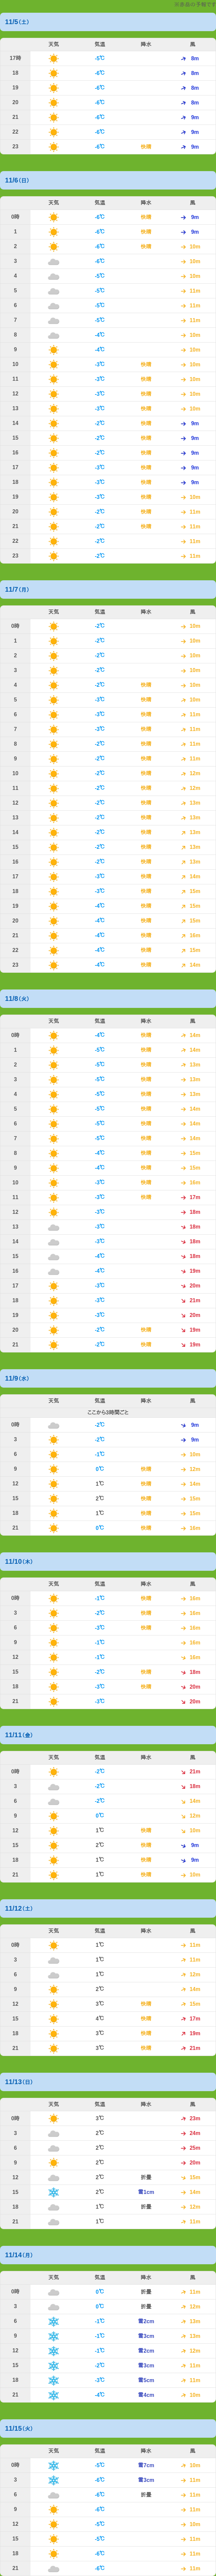 11/5(土)
天気 気温 降水 風
17時 -5℃ 8m
18 -6℃ 8m
19 -6℃ 8m
20 -6℃ 8m
21 -6℃ 9m
22 -6℃ 9m
23 -6℃ 快晴 9m
11/6(日)
天気 気温 降水 風
0時 -6℃ 快晴 9m
1 -6℃ 快晴 9m
2 -6℃ 快晴 10m
3 -6℃ 10m
4 -5℃ 10m
5 -5℃ 11m
6 -5℃ 11m
7 -5℃ 11m
8 -4℃ 10m
9 -4℃ 10m
10 -3℃ 快晴 10m
11 -3℃ 快晴 10m
12 -3℃ 快晴 10m
13 -3℃ 快晴 10m
14 -2℃ 快晴 9m
15 -2℃ 快晴 9m
16 -2℃ 快晴 9m
17 -3℃ 快晴 9m
18 -3℃ 快晴 9m
19 -3℃ 快晴 10m
20 -2℃ 快晴 11m
21 -2℃ 快晴 11m
22 -2℃ 11m
23 -2℃ 11m
11/7(月)
天気 気温 降水 風
0時 -2℃ 10m
1 -2℃ 10m
2 -2℃ 10m
3 -2℃ 10m
4 -2℃ 快晴 10m
5 -3℃ 快晴 10m
6 -3℃ 快晴 11m
7 -3℃ 快晴 11m
8 -2℃ 快晴 11m
9 -2℃ 快晴 11m
10 -2℃ 快晴 12m
11 -2℃ 快晴 12m
12 -2℃ 快晴 13m
13 -2℃ 快晴 13m
14 -2℃ 快晴 13m
15 -2℃ 快晴 13m
16 -2℃ 快晴 13m
17 -3℃ 快晴 14m
18 -3℃ 快晴 15m
19 -4℃ 快晴 15m
20 -4℃ 快晴 15m
21 -4℃ 快晴 16m
22 -4℃ 快晴 15m
23 -4℃ 快晴 14m
11/8(火)
天気 気温 降水 風
0時 -4℃ 快晴 14m
1 -5℃ 快晴 14m
2 -5℃ 快晴 13m
3 -5℃ 快晴 13m
4 -5℃ 快晴 13m
5 -5℃ 快晴 14m
6 -5℃ 快晴 14m
7 -5℃ 快晴 14m
8 -4℃ 快晴 15m
9 -4℃ 快晴 15m
10 -3℃ 快晴 16m
11 -3℃ 快晴 17m
12 -3℃ 18m
13 -3℃ 18m
14 -3℃ 18m
15 -4℃ 18m
16 -4℃ 19m
17 -3℃ 20m
18 -3℃ 21m
19 -3℃ 20m
20 -2℃ 快晴 19m
21 -2℃ 快晴 19m
11/9(水)
天気 気温 降水 風
ここから3時間ごと
0時 -2℃ 9m
3 -2℃ 9m
6 -1℃ 10m
9 0℃ 快晴 12m
12 1℃ 快晴 14m
15 2℃ 快晴 15m
18 1℃ 快晴 15m
21 0℃ 快晴 16m
11/10(木)
天気 気温 降水 風
0時 -1℃ 快晴 16m
3 -2℃ 快晴 16m
6 -3℃ 快晴 16m
9 -1℃ 16m
12 -1℃ 16m
15 -2℃ 快晴 18m
18 -3℃ 快晴 20m
21 -3℃ 20m
11/11(金)
天気 気温 降水 風
0時 -2℃ 21m
3 -2℃ 18m
6 -2℃ 14m
9 0℃ 12m
12 1℃ 快晴 10m
15 2℃ 快晴 9m
18 1℃ 快晴 9m
21 1℃ 快晴 10m
11/12(土)
天気 気温 降水 風
0時 1℃ 11m
3 1℃ 11m
6 1℃ 12m
9 2℃ 14m
12 3℃ 快晴 15m
15 4℃ 快晴 17m
18 3℃ 快晴 19m
21 3℃ 快晴 21m
11/13(日)
天気 気温 降水 風
0時 3℃ 23m
3 2℃ 24m
6 2℃ 25m
9 2℃ 20m
12 2℃ 折曇 15m
15 2℃ 雪1cm 14m
18 1℃ 折曇 12m
21 1℃ 11m
11/14(月)
天気 気温 降水 風
0時 0℃ 折曇 11m
3 0℃ 折曇 12m
6 -1℃ 雪2cm 13m
9 -1℃ 雪3cm 13m
12 -1℃ 雪2cm 12m
15 -2℃ 雪3cm 11m
18 -3℃ 雪5cm 11m
21 -4℃ 雪4cm 10m
11/15(火)
天気 気温 降水 風
0時 -5℃ 雪7cm 10m
3 -6℃ 雪3cm 11m
6 -6℃ 折曇 11m
9 -6℃ 11m
12 -5℃ 10m
15 -5℃ 11m
18 -6℃ 11m
21 -6℃ 11m